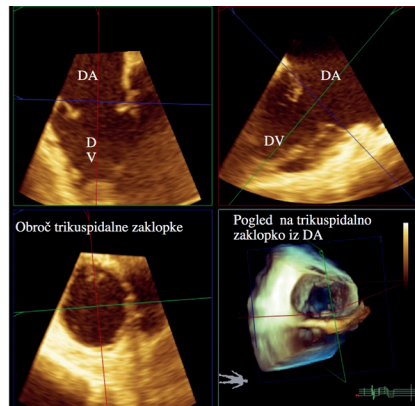 DA
D
V
DA
DV
Obroč trikuspidalne zaklopke
Pogled na trikuspidalno
zaklopko iz DA